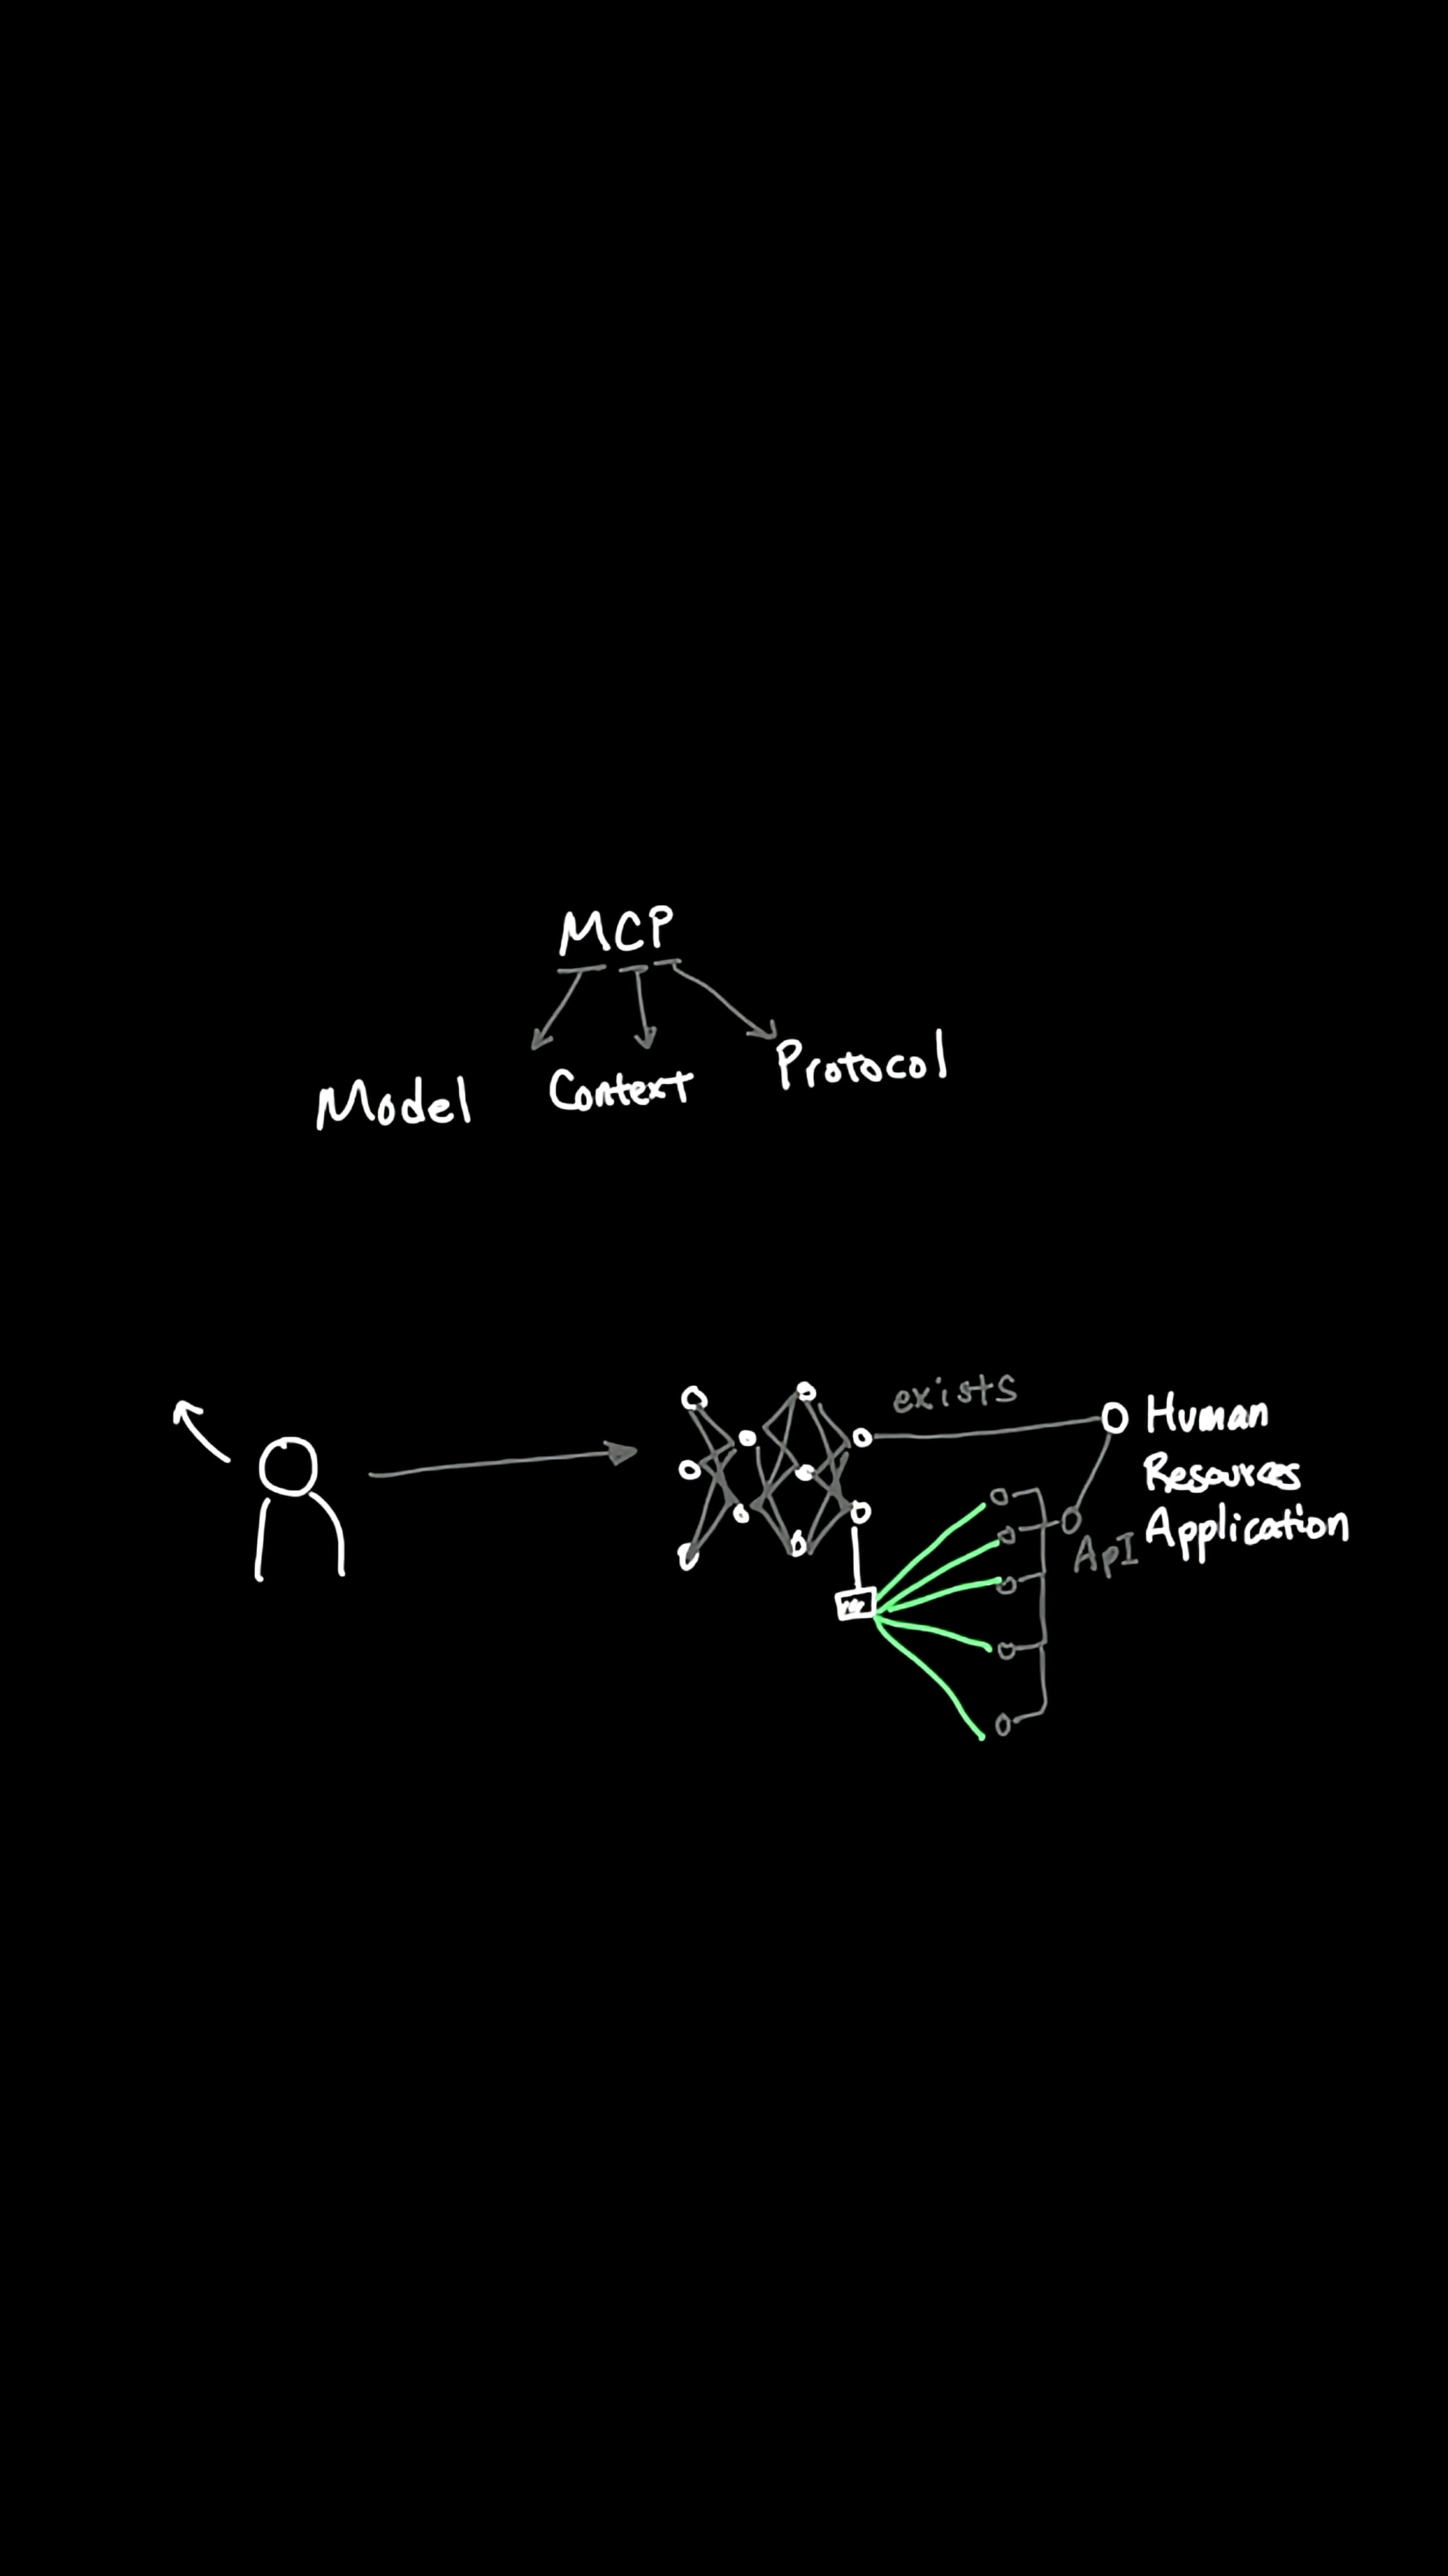 MCP
Model Context Protocol
exists
Human
Resources
Application
ApI